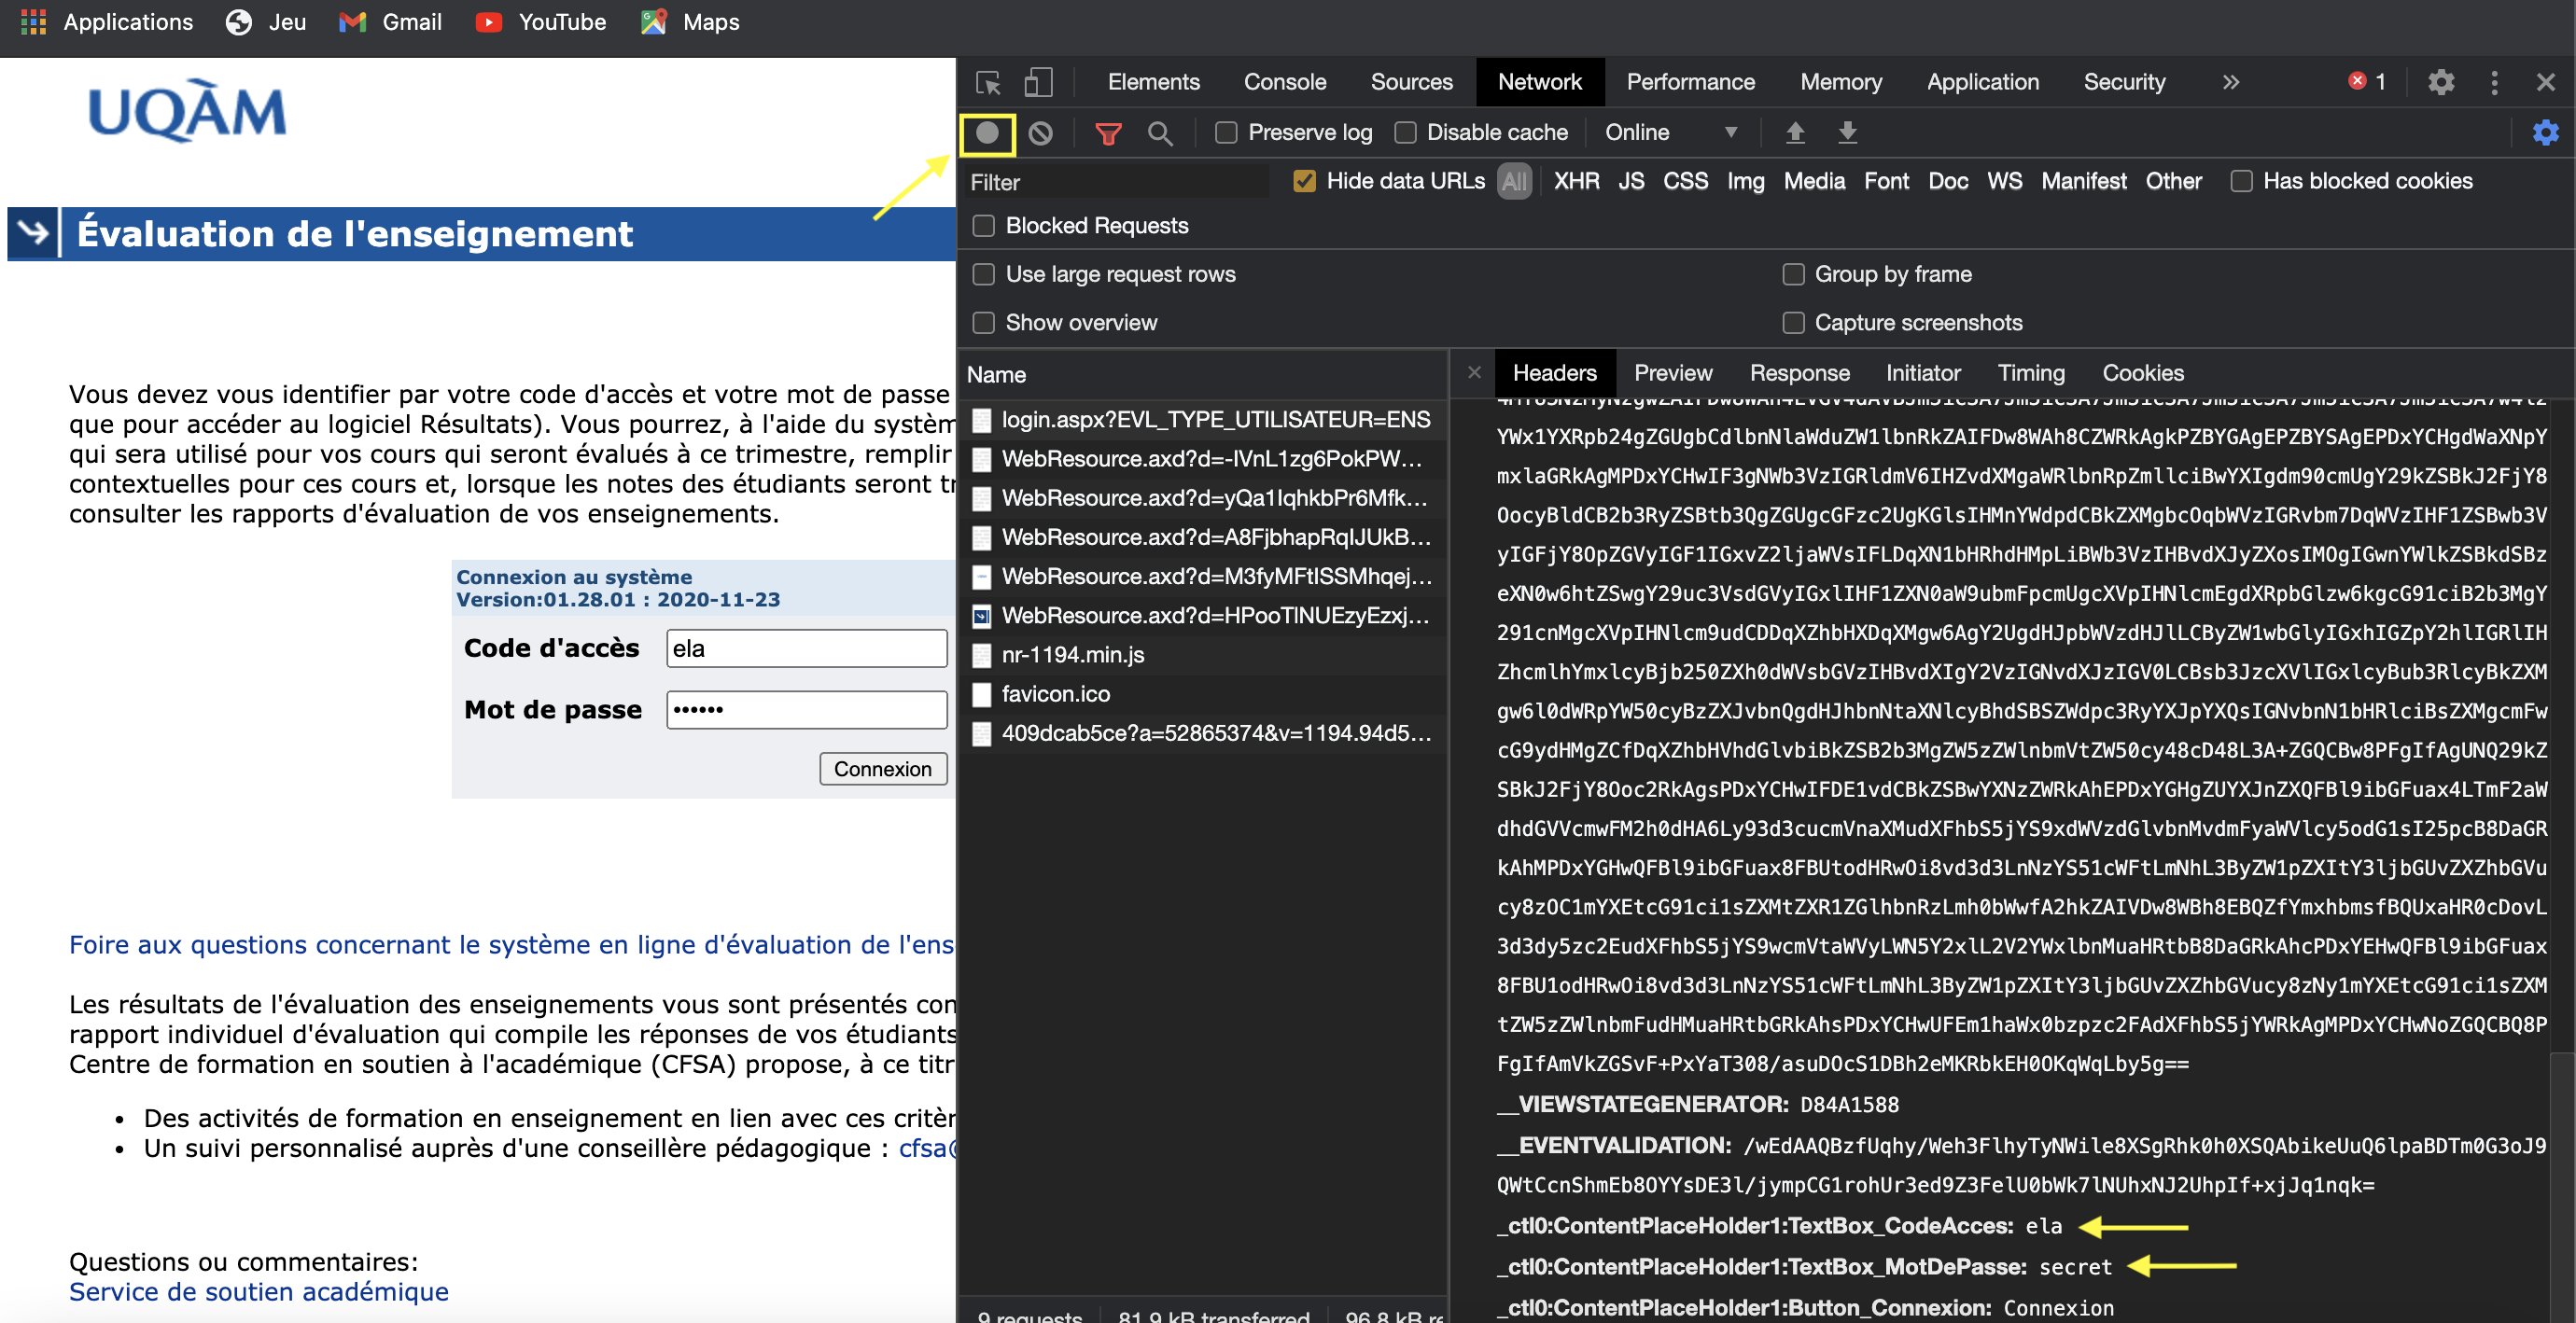 Applications Jeu Gmail YouTube Maps
UQÀM
Évaluation de l'enseignement
Vous devez vous identifier par votre code d'accès et votre mot de passe
que pour accéder au logiciel Résultats). Vous pourrez, à l'aide du systèm
qui sera utilisé pour vos cours qui seront évalués à ce trimestre, remplir
contextuelles pour ces cours et, lorsque les notes des étudiants seront tr
consulter les rapports d'évaluation de vos enseignements.
Connexion au système
Version:01.28.01 : 2020-11-23
Code d'accès ela
Mot de passe ••••••
Connexion
Foire aux questions concernant le système en ligne d'évaluation de l'ens
Les résultats de l'évaluation des enseignements vous sont présentés con
rapport individuel d'évaluation qui compile les réponses de vos étudiants
Centre de formation en soutien à l'académique (CFSA) propose, à ce titr
• Des activités de formation en enseignement en lien avec ces critèr
• Un suivi personnalisé auprès d'une conseillère pédagogique : cfsa@
Questions ou commentaires:
Service de soutien académique
Elements Console Sources Network Performance Memory Application Security » 1
Preserve log Disable cache Online
Filter Hide data URLs All XHR JS CSS Img Media Font Doc WS Manifest Other Has blocked cookies
Blocked Requests
Use large request rows Group by frame
Show overview Capture screenshots
Name
login.aspx?EVL_TYPE_UTILISATEUR=ENS
WebResource.axd?d=-IVnL1zg6PokPW...
WebResource.axd?d=yQa1IqhkbPr6Mfk...
WebResource.axd?d=A8FjbhapRqIJUkB...
WebResource.axd?d=M3fyMFtISSMhqej...
WebResource.axd?d=HPooTlNUEzyEzxj...
nr-1194.min.js
favicon.ico
409dcab5ce?a=52865374&v=1194.94d5...
9 requests 81.9 kB transferred 96.8 kB re
Headers Preview Response Initiator Timing Cookies
YWx1YXRpb24gZGUgbCdlbnNlaWduZW1lbnRkZAIFDw8WAh8CZWRkAgkPZBYGAgEPZBYSAgEPDxYCHgdWaXNpY
mxlaGRkAgMPDxYCHwIF3gNWb3VzIGRldmV6IHZvdXMgaWRlbnRpZmllciBwYXIgdm90cmUgY29kZSBkJ2FjY8
OocyBldCB2b3RyZSBtb3QgZGUgcGFzc2UgKGlsIHMnYWdpdCBkZXMgbcOqbWVzIGRvbm7DqWVzIHF1ZSBwb3V
yIGFjY8OpZGVyIGF1IGxvZ2ljaWVsIFLDqXN1bHRhdHMpLiBWb3VzIHBvdXJyZXosIMOgIGwnYWlkZSBkdSBz
eXN0w6htZSwgY29uc3VsdGVyIGxlIHF1ZXN0aW9ubmFpcmUgcXVpIHNlcmEgdXRpbGlzw6kgcG91ciB2b3MgY
291cnMgcXVpIHNlcm9udCDDqXZhbHXDqXMgw6AgY2UgdHJpbWVzdHJlLCByZW1wbGlyIGxhIGZpY2hlIGRlIH
ZhcmlhYmxlcyBjb250ZXh0dWVsbGVzIHBvdXIgY2VzIGNvdXJzIGV0LCBsb3JzcXVlIGxlcyBub3RlcyBkZXM
gw6l0dWRpYW50cyBzZXJvbnQgdHJhbnNtaXNlcyBhdSBSZWdpc3RyYXJpYXQsIGNvbnN1bHRlciBsZXMgcmFw
cG9ydHMgZCfDqXZhbHVhdGlvbiBkZSB2b3MgZW5zZWlnbmVtZW50cy48cD48L3A+ZGQCBw8PFgIfAgUNQ29kZ
SBkJ2FjY8Ooc2RkAgsPDxYCHwIFDE1vdCBkZSBwYXNzZWRkAhEPDxYGHgZUYXJnZXQFBl9ibGFuax4LTmF2aW
dhdGVVcmwFM2h0dHA6Ly93d3cucmVnaXMudXFhbS5jYS9xdWVzdGlvbnMvdmFyaWVlcy5odG1sI25pcB8DaGR
kAhMPDxYGHwQFBl9ibGFuax8FBUtodHRwOi8vd3d3LnNzYS51cWFtLmNhL3ByZW1pZXItY3ljbGUvZXZhbGVu
cy8zOC1mYXEtcG91ci1sZXMtZXR1ZGlhbnRzLmh0bWwfA2hkZAIVDw8WBh8EBQZfYmxhbmsfBQUxaHR0cDovL
3d3dy5zc2EudXFhbS5jYS9wcmVtaWVyLWN5Y2xlL2V2YWxlbnMuaHRtbB8DaGRkAhcPDxYEHwQFBl9ibGFuax
8FBU1odHRwOi8vd3d3LnNzYS51cWFtLmNhL3ByZW1pZXItY3ljbGUvZXZhbGVucy8zNy1mYXEtcG91ci1sZXM
tZW5zZWlnbmFudHMuaHRtbGRkAhsPDxYCHwUFEm1haWx0bzpzc2FAdXFhbS5jYWRkAgMPDxYCHwNoZGQCBQ8P
FgIfAmVkZGSvF+PxYaT308/asuDOcS1DBh2eMKRbkEH0OKqWqLby5g==
__VIEWSTATEGENERATOR: D84A1588
__EVENTVALIDATION: /wEdAAQBzfUqhy/Weh3FlhyTyNWile8XSgRhk0h0XSQAbikeUuQ6lpaBDTm0G3oJ9
QWtCcnShmEb8OYYsDE3l/jympCG1rohUr3ed9Z3FelU0bWk7lNUhxNJ2UhpIf+xjJq1nqk=
_ctl0:ContentPlaceHolder1:TextBox_CodeAcces: ela
_ctl0:ContentPlaceHolder1:TextBox_MotDePasse: secret
_ctl0:ContentPlaceHolder1:Button_Connexion: Connexion